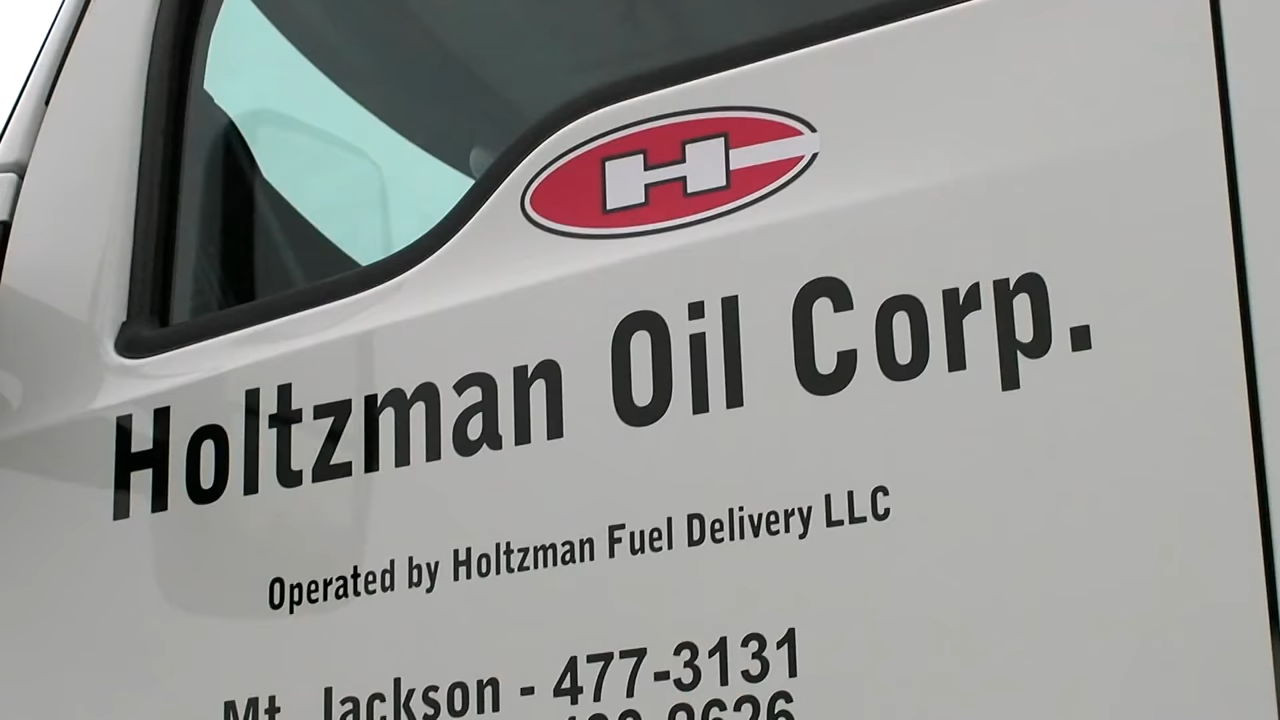 H
Holtzman Oil Corp.
Operated by Holtzman Fuel Delivery LLC
Mt. Jackson - 477-3131